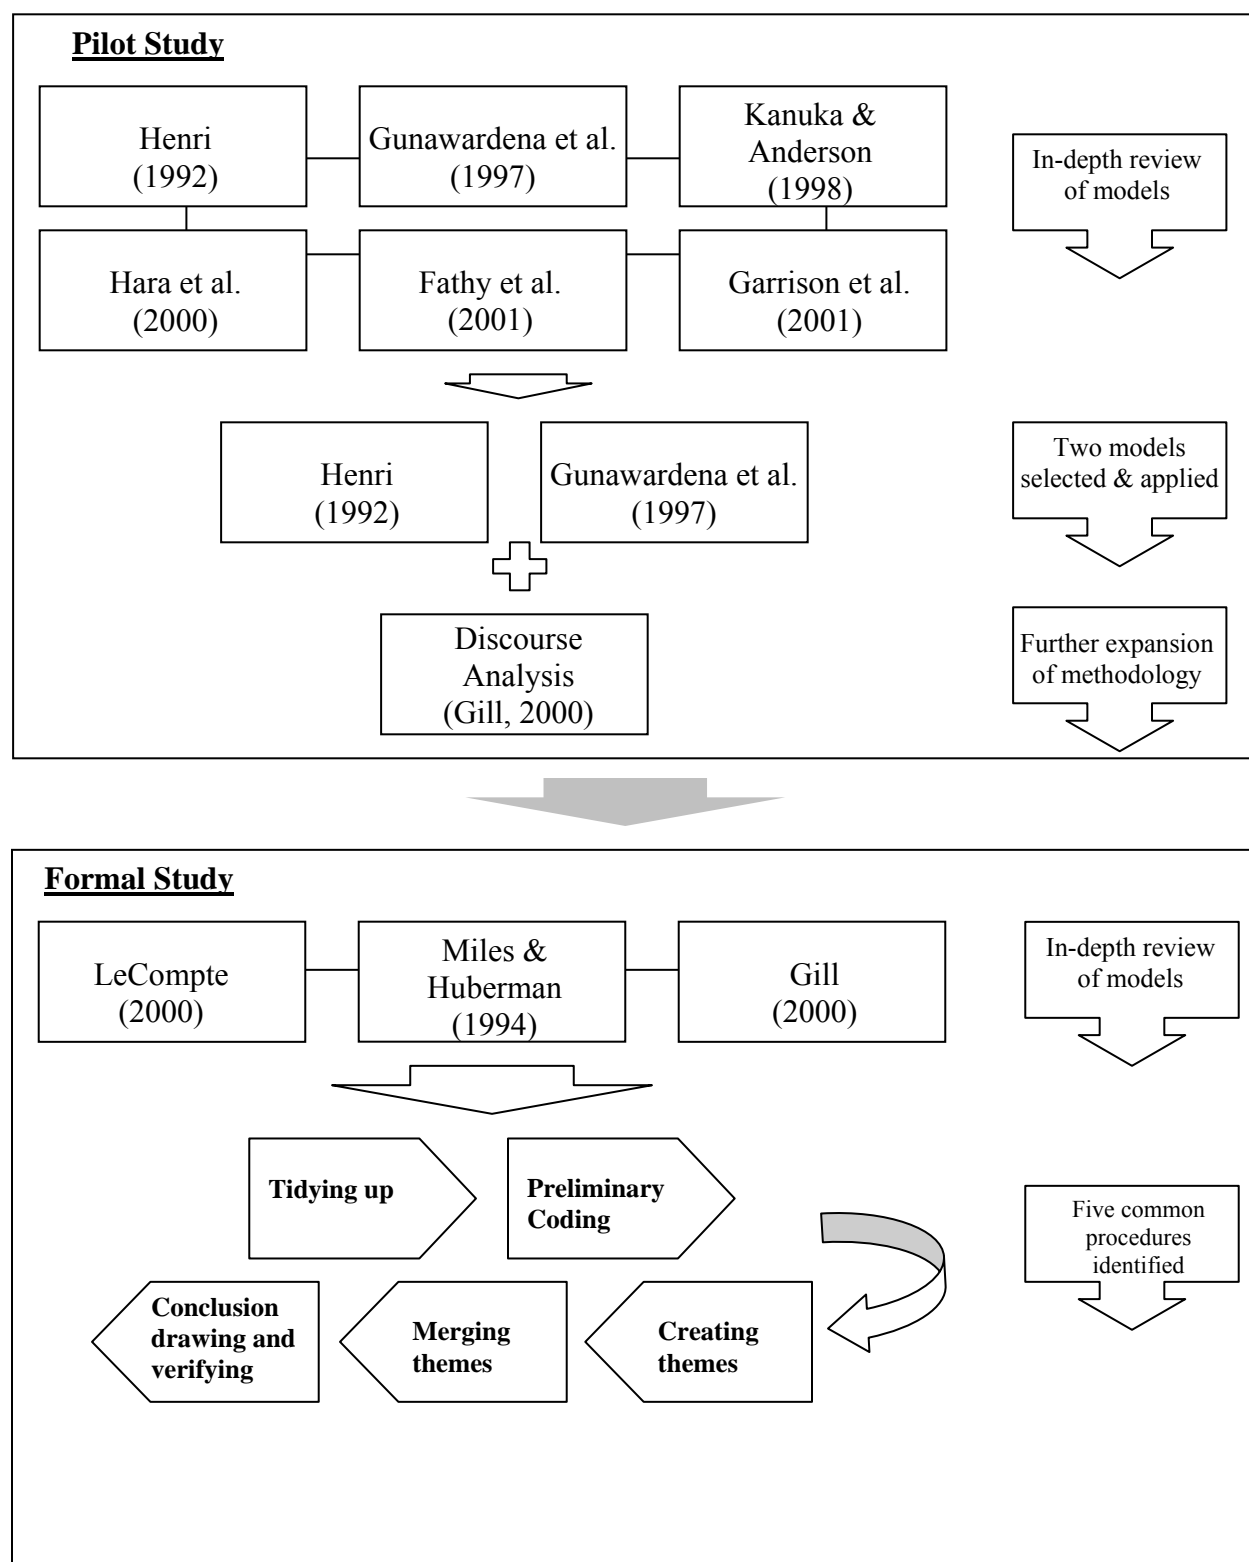 Pilot Study
Henri
(1992)
Gunawardena et al.
(1997)
Kanuka &
Anderson
(1998)
In-depth review
of models
Hara et al.
(2000)
Fathy et al.
(2001)
Garrison et al.
(2001)
Henri
(1992)
Gunawardena et al.
(1997)
Two models
selected & applied
Discourse
Analysis
(Gill, 2000)
Further expansion
of methodology
Formal Study
LeCompte
(2000)
Miles &
Huberman
(1994)
Gill
(2000)
In-depth review
of models
Tidying up
Preliminary
Coding
Five common
procedures
identified
Creating
themes
Merging
themes
Conclusion
drawing and
verifying